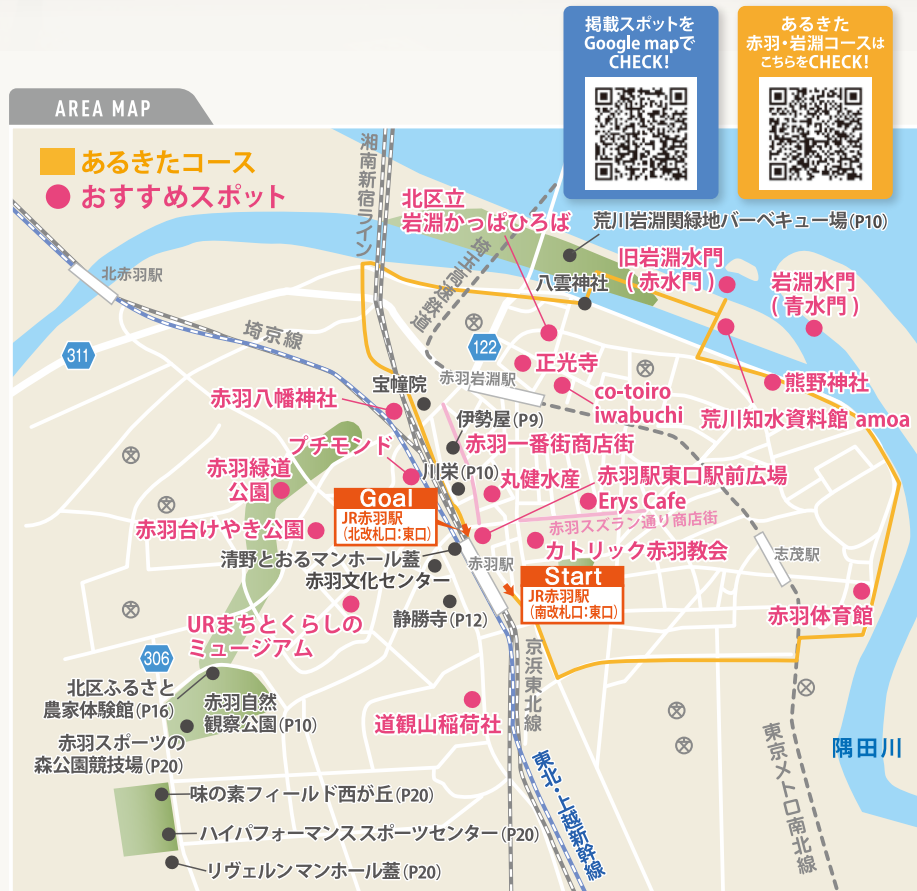 掲載スポットを
Google mapで
CHECK!
あるきた
赤羽・岩淵コースは
こちらをCHECK!
AREA MAP
あるきたコース
おすすめスポット
湘南新宿ライン
北区立
岩淵かっぱひろば
荒川岩淵関緑地バーベキュー場(P10)
埼玉高速鉄道
旧岩淵水門
(赤水門)
岩淵水門
(青水門)
八雲神社
北赤羽駅
埼京線
311
122
正光寺
赤羽岩淵駅
宝幢院
co-toiro
iwabuchi
熊野神社
荒川知水資料館 amoa
赤羽八幡神社
伊勢屋(P9)
赤羽一番街商店街
プチモンド
川栄(P10)
赤羽緑道
公園
丸健水産
赤羽駅東口駅前広場
Erys Cafe
赤羽スズラン通り商店街
Goal
JR赤羽駅
(北改札口:東口)
赤羽台けやき公園
カトリック赤羽教会
清野とおるマンホール蓋
赤羽駅
志茂駅
赤羽文化センター
Start
JR赤羽駅
(南改札口:東口)
静勝寺(P12)
赤羽体育館
URまちとくらしの
ミュージアム
306
京浜東北線
北区ふるさと
農家体験館(P16)
赤羽自然
観察公園(P10)
道観山稲荷社
赤羽スポーツの
森公園競技場(P20)
東京メトロ南北線
隅田川
東北・上越新幹線
味の素フィールド西が丘(P20)
ハイパフォーマンススポーツセンター(P20)
リヴェルンマンホール蓋(P20)